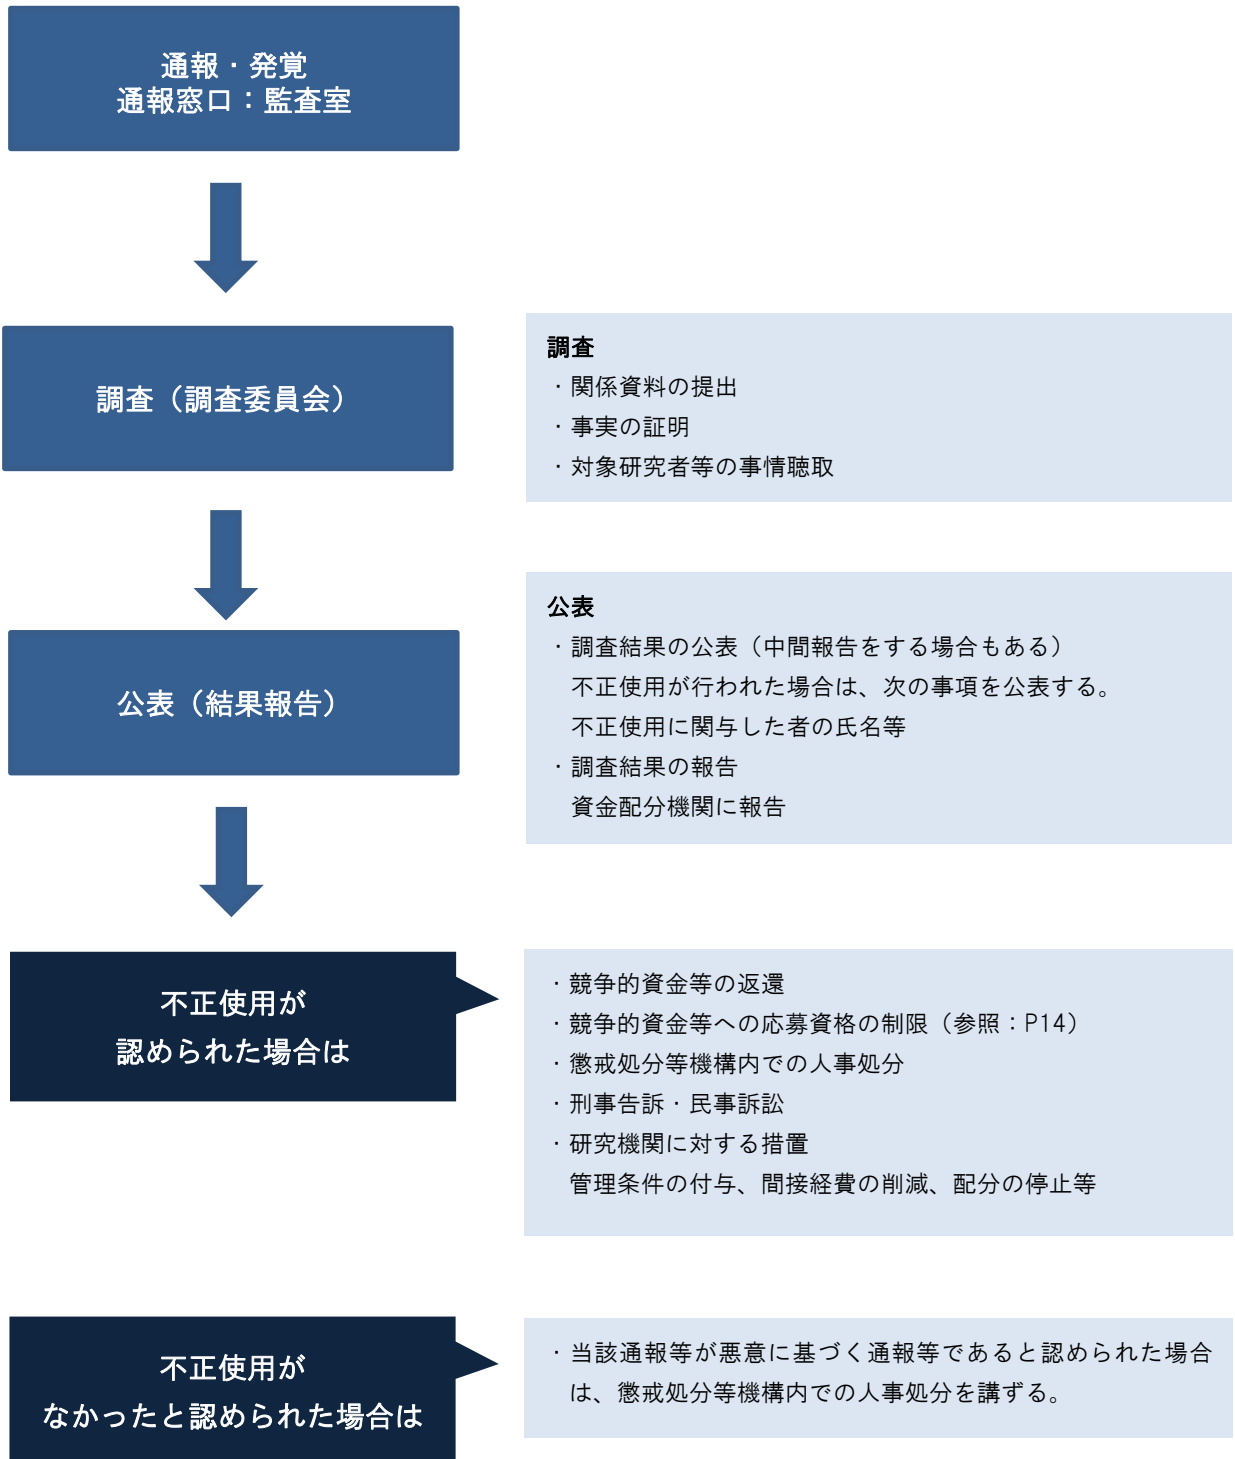 通報・発覚
通報窓口：監査室
調査（調査委員会）
調査
・関係資料の提出
・事実の証明
・対象研究者等の事情聴取
公表（結果報告）
公表
・調査結果の公表（中間報告をする場合もある）
不正使用が行われた場合は、次の事項を公表する。
不正使用に関与した者の氏名等
・調査結果の報告
資金配分機関に報告
不正使用が
認められた場合は
・競争的資金等の返還
・競争的資金等への応募資格の制限（参照：P14）
・懲戒処分等機構内での人事処分
・刑事告訴・民事訴訟
・研究機関に対する措置
管理条件の付与、間接経費の削減、配分の停止等
不正使用が
なかったと認められた場合は
・当該通報等が悪意に基づく通報等であると認められた場合
は、懲戒処分等機構内での人事処分を講ずる。